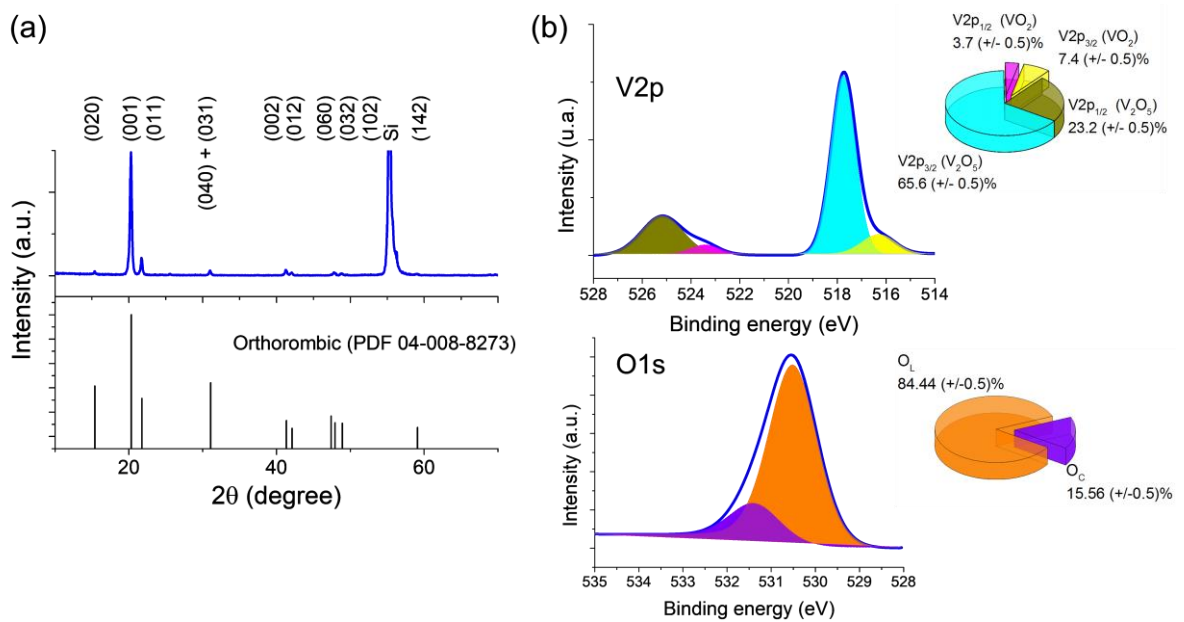 (a)
(020)
(001)
(011)
(040) + (031)
(002)
(012)
(060)
(032)
(102)
Si
(142)
Intensity (a.u.)
Orthorombic (PDF 04-008-8273)
20
40
60
2θ (degree)
(b)
V2p
Intensity (u.a.)
V2p1/2 (VO2)
3.7 (+/- 0.5)%
V2p3/2 (VO2)
7.4 (+/- 0.5)%
V2p1/2 (V2O5)
23.2 (+/- 0.5)%
V2p3/2 (V2O5)
65.6 (+/- 0.5)%
528 526 524 522 520 518 516 514
Binding energy (eV)
O1s
Intensity (a.u.)
OL
84.44 (+/-0.5)%
OC
15.56 (+/-0.5)%
535 534 533 532 531 530 529 528
Binding energy (eV)